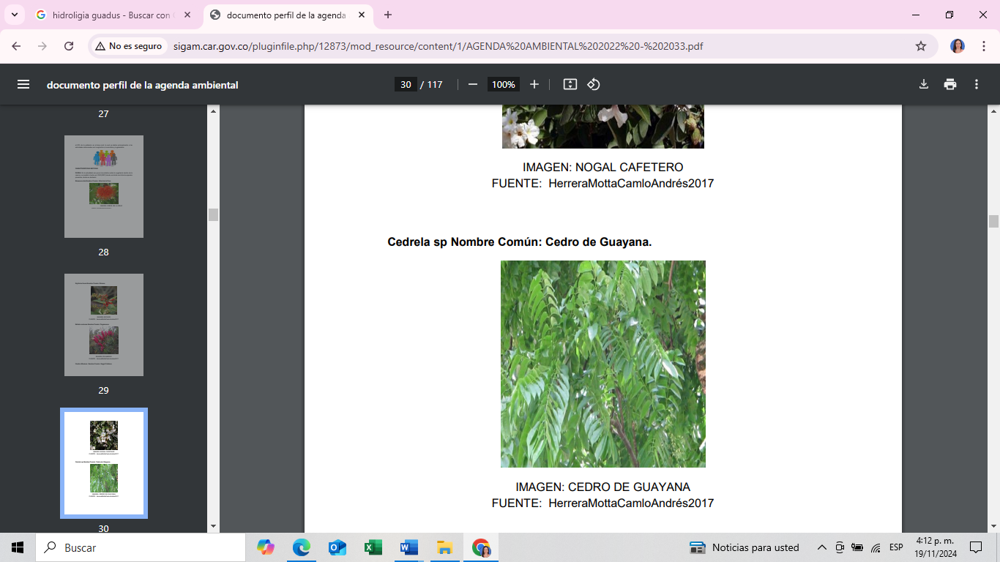 hidroligia guadus - Buscar con
documento perfil de la agenda
No es seguro
sigam.car.gov.co/pluginfile.php/12873/mod_resource/content/1/AGENDA%20AMBIENTAL%202022%20-%202033.pdf
documento perfil de la agenda ambiental
30 / 117
100%
27
28
29
30
IMAGEN: NOGAL CAFETERO
FUENTE: HerreraMottaCamloAndrés2017
Cedrela sp Nombre Común: Cedro de Guayana.
IMAGEN: CEDRO DE GUAYANA
FUENTE: HerreraMottaCamloAndrés2017
Buscar
Noticias para usted
ESP
4:12 p. m.
19/11/2024